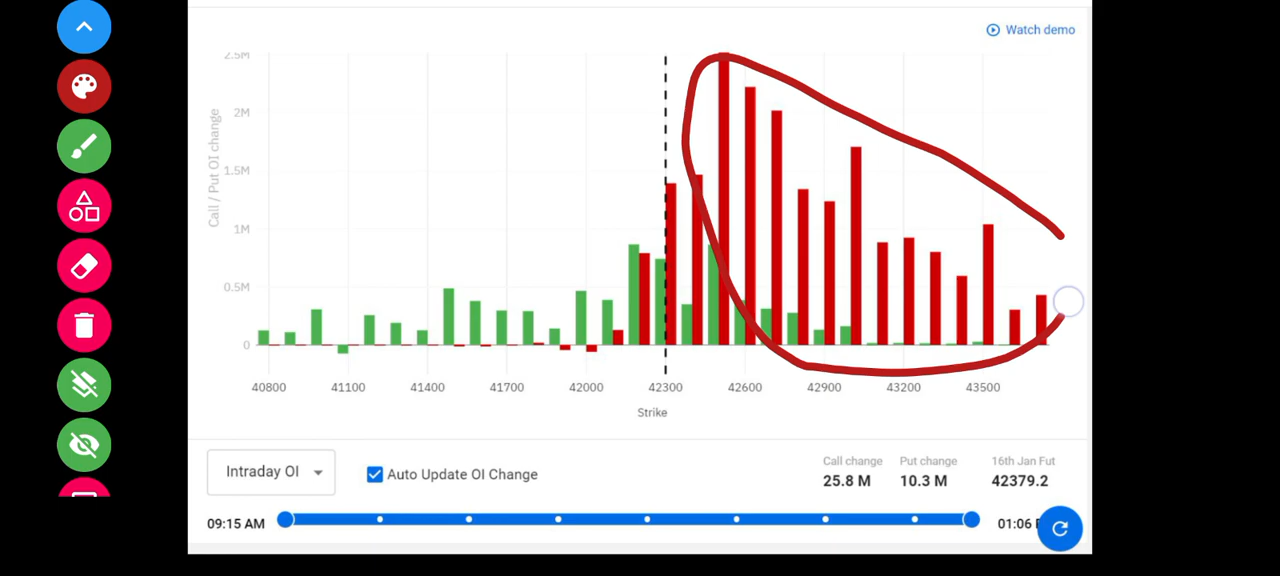 Watch demo
2.5M
2M
1.5M
1M
0.5M
0
Call / Put OI change
40800 41100 41400 41700 42000 42300 42600 42900 43200 43500
Strike
Intraday OI
Auto Update OI Change
Call change Put change 16th Jan Fut
25.8 M 10.3 M 42379.2
09:15 AM 01:06